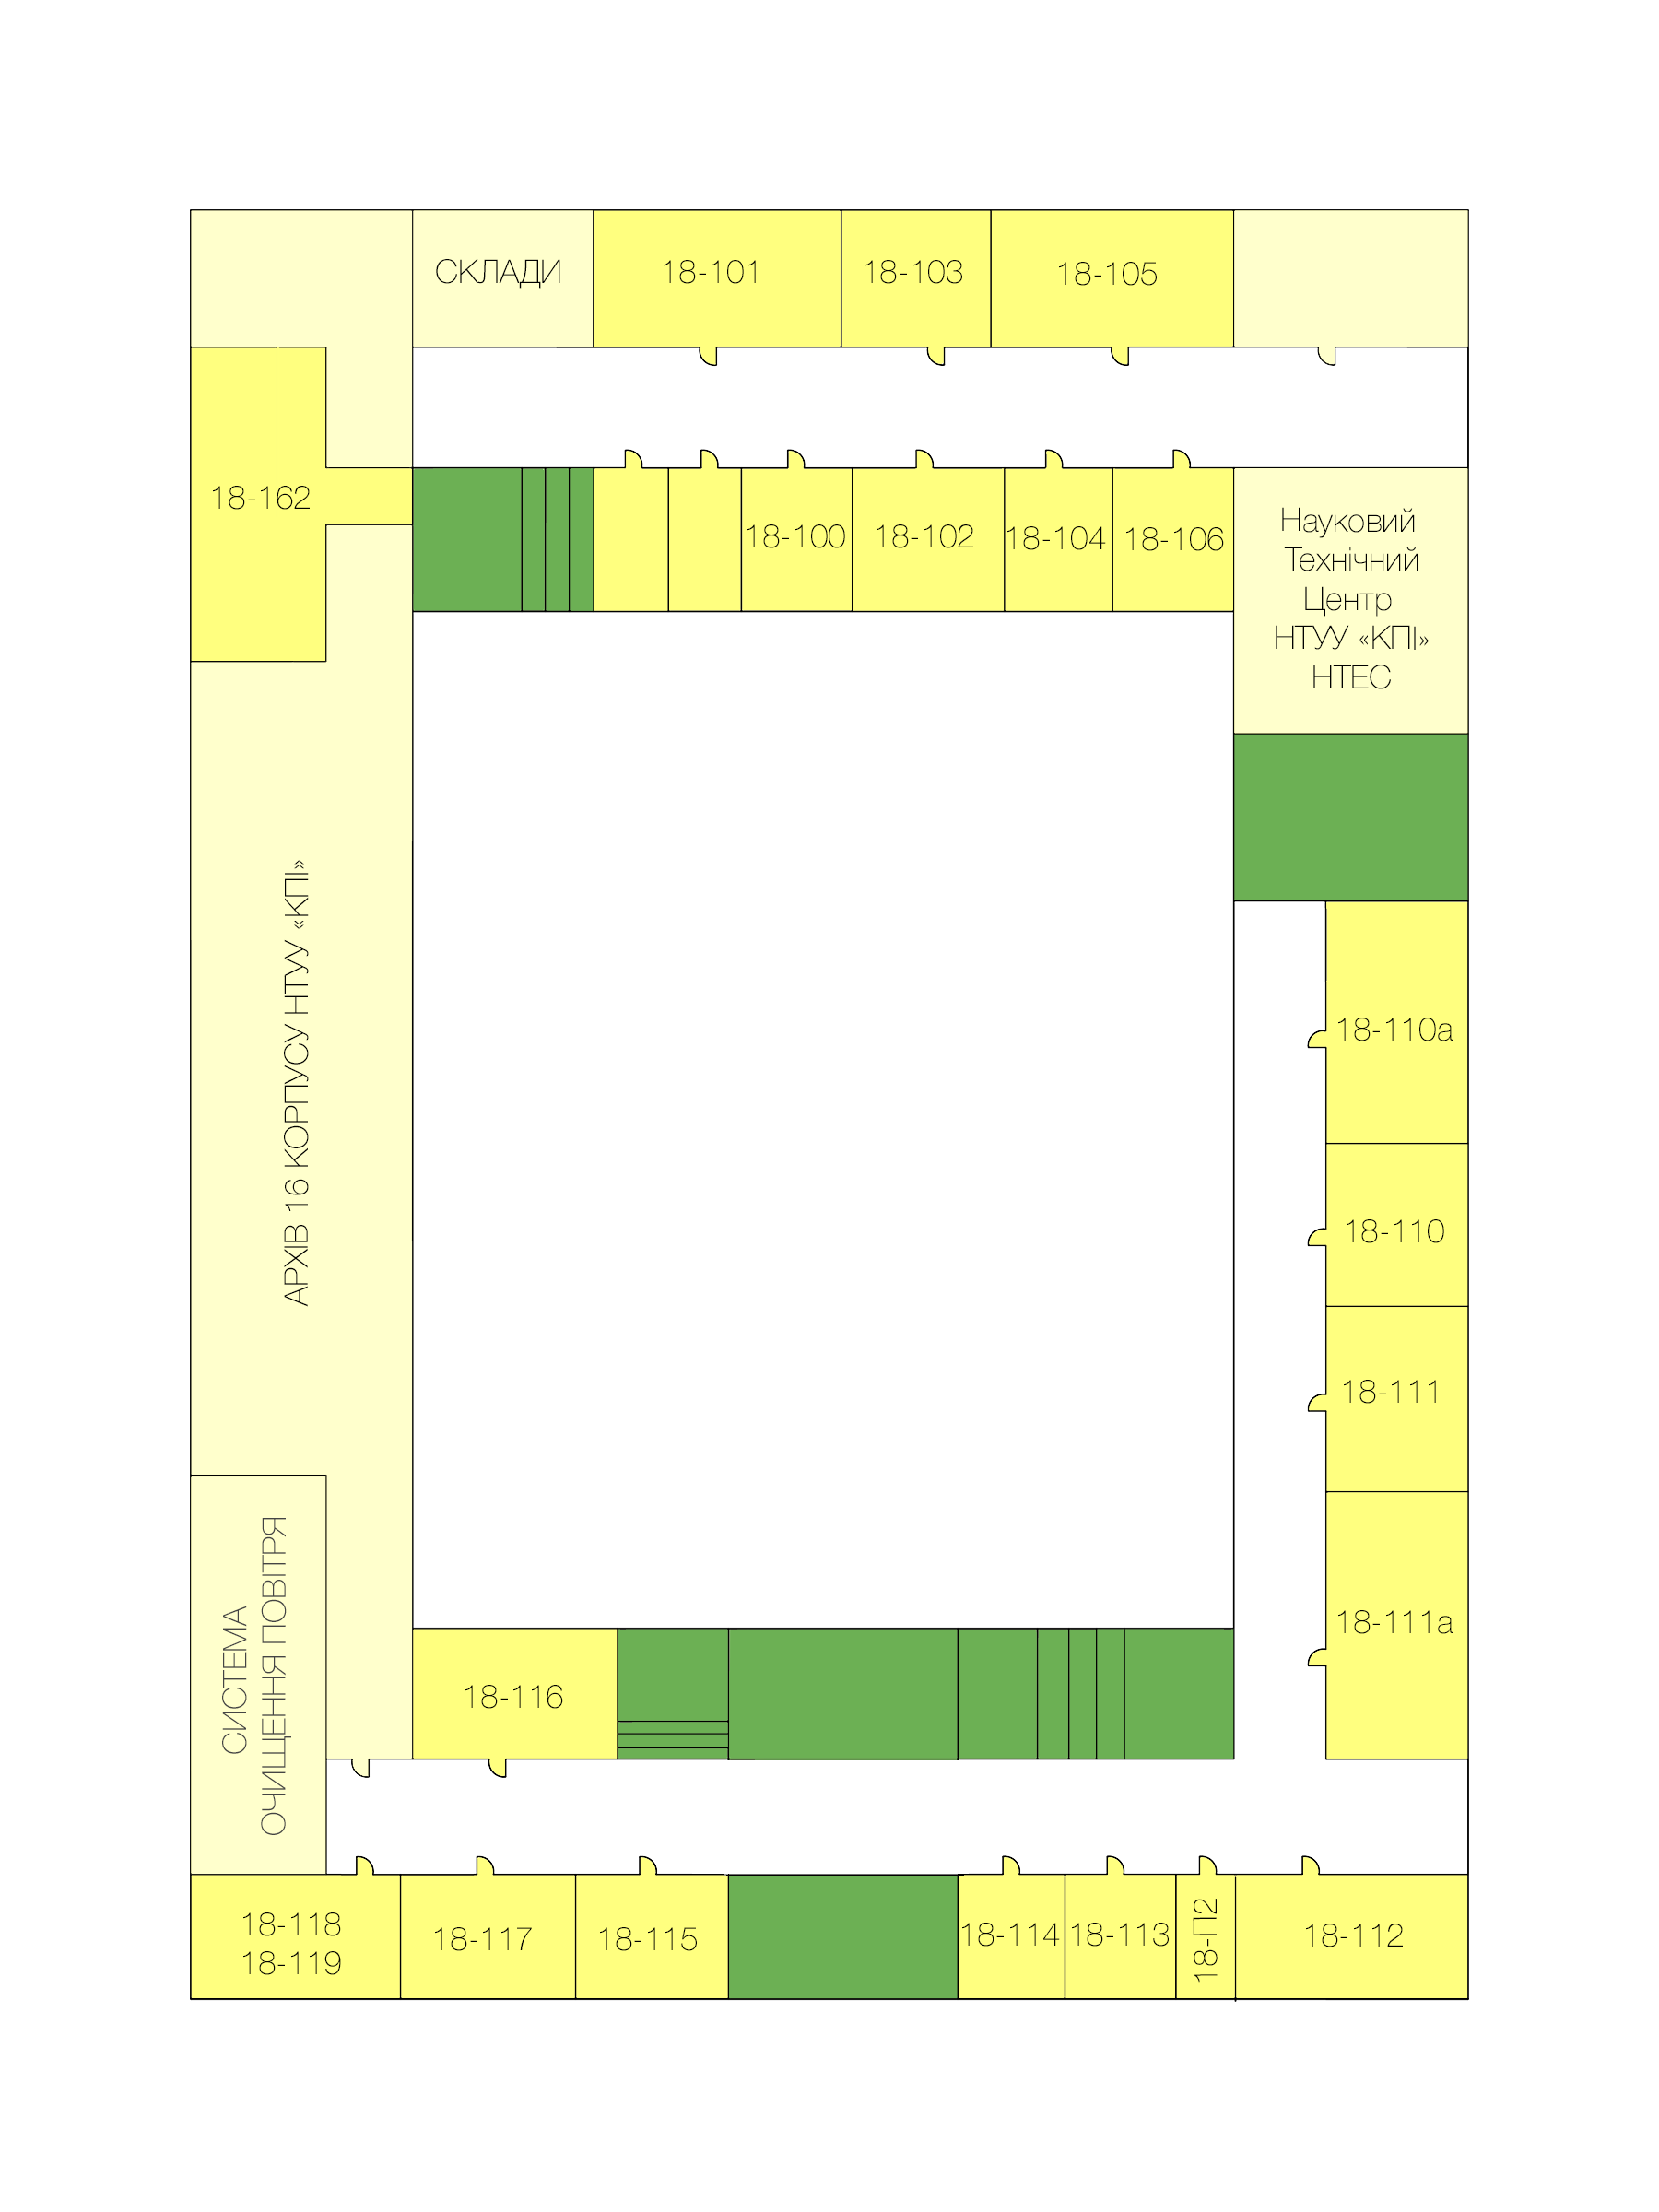 СКЛАДИ
18-101
18-103
18-105
18-162
18-100
18-102
18-104
18-106
Науковий
Технічний
Центр
НТУУ «КПІ»
НТЕС
АРХІВ 16 КОРПУСУ НТУУ «КПІ»
18-110а
18-110
18-111
18-111а
СИСТЕМА
ОЧИЩЕННЯ ПОВІТРЯ
18-116
18-118
18-119
18-117
18-115
18-114
18-113
18-П2
18-112